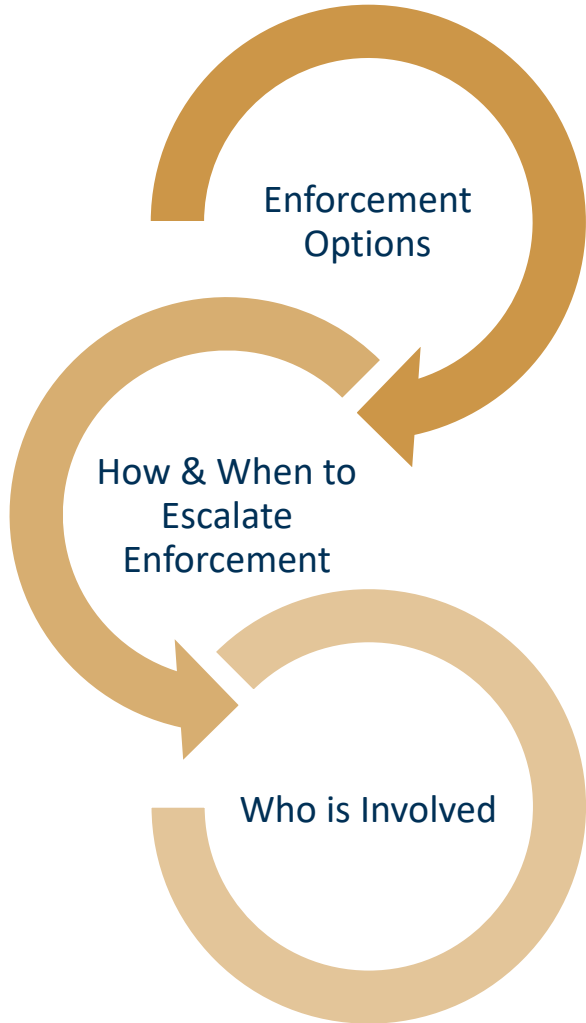 Enforcement
Options
How & When to
Escalate
Enforcement
Who is Involved